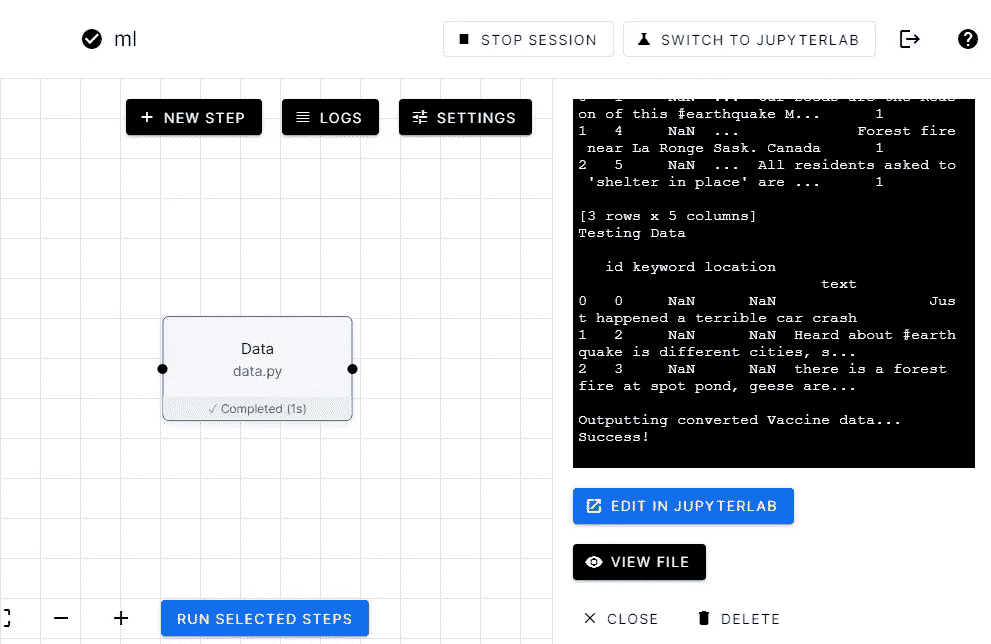 ml
STOP SESSION
SWITCH TO JUPYTERLAB
+ NEW STEP
LOGS
SETTINGS
Data
data.py
✓ Completed (1s)
RUN SELECTED STEPS
on of this #earthquake M...      1
1   4      NaN  ...             Forest fire
 near La Ronge Sask. Canada      1
2   5      NaN  ...  All residents asked to
 'shelter in place' are ...      1
[3 rows x 5 columns]
Testing Data
   id keyword location
                           text
0   0      NaN      NaN                 Jus
t happened a terrible car crash
1   2      NaN      NaN  Heard about #earth
quake is different cities, s...
2   3      NaN      NaN  there is a forest
fire at spot pond, geese are...
Outputting converted Vaccine data...
Success!
EDIT IN JUPYTERLAB
VIEW FILE
CLOSE
DELETE